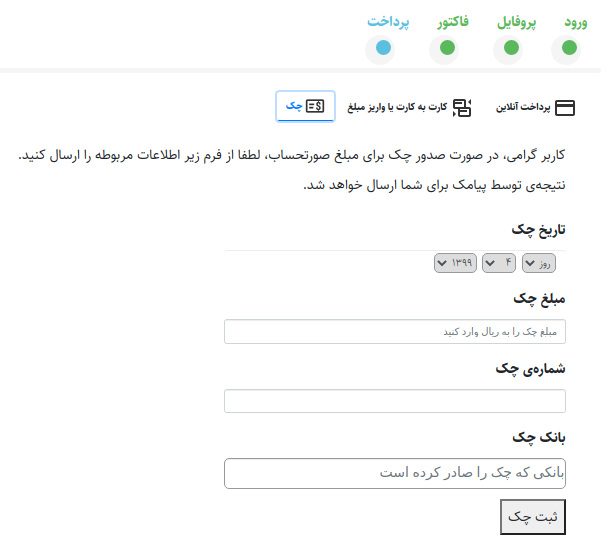 ورود پروفایل فاکتور پرداخت
پرداخت آنلاین کارت به کارت یا واریز مبلغ چک
کاربر گرامی، در صورت صدور چک برای مبلغ صورتحساب، لطفا از فرم زیر اطلاعات مربوطه را ارسال کنید.
نتیجه‌ی توسط پیامک برای شما ارسال خواهد شد.
تاریخ چک
روز ۴ ۱۳۹۹
مبلغ چک
مبلغ چک را به ریال وارد کنید
شماره‌ی چک
بانک چک
بانکی که چک را صادر کرده است
ثبت چک